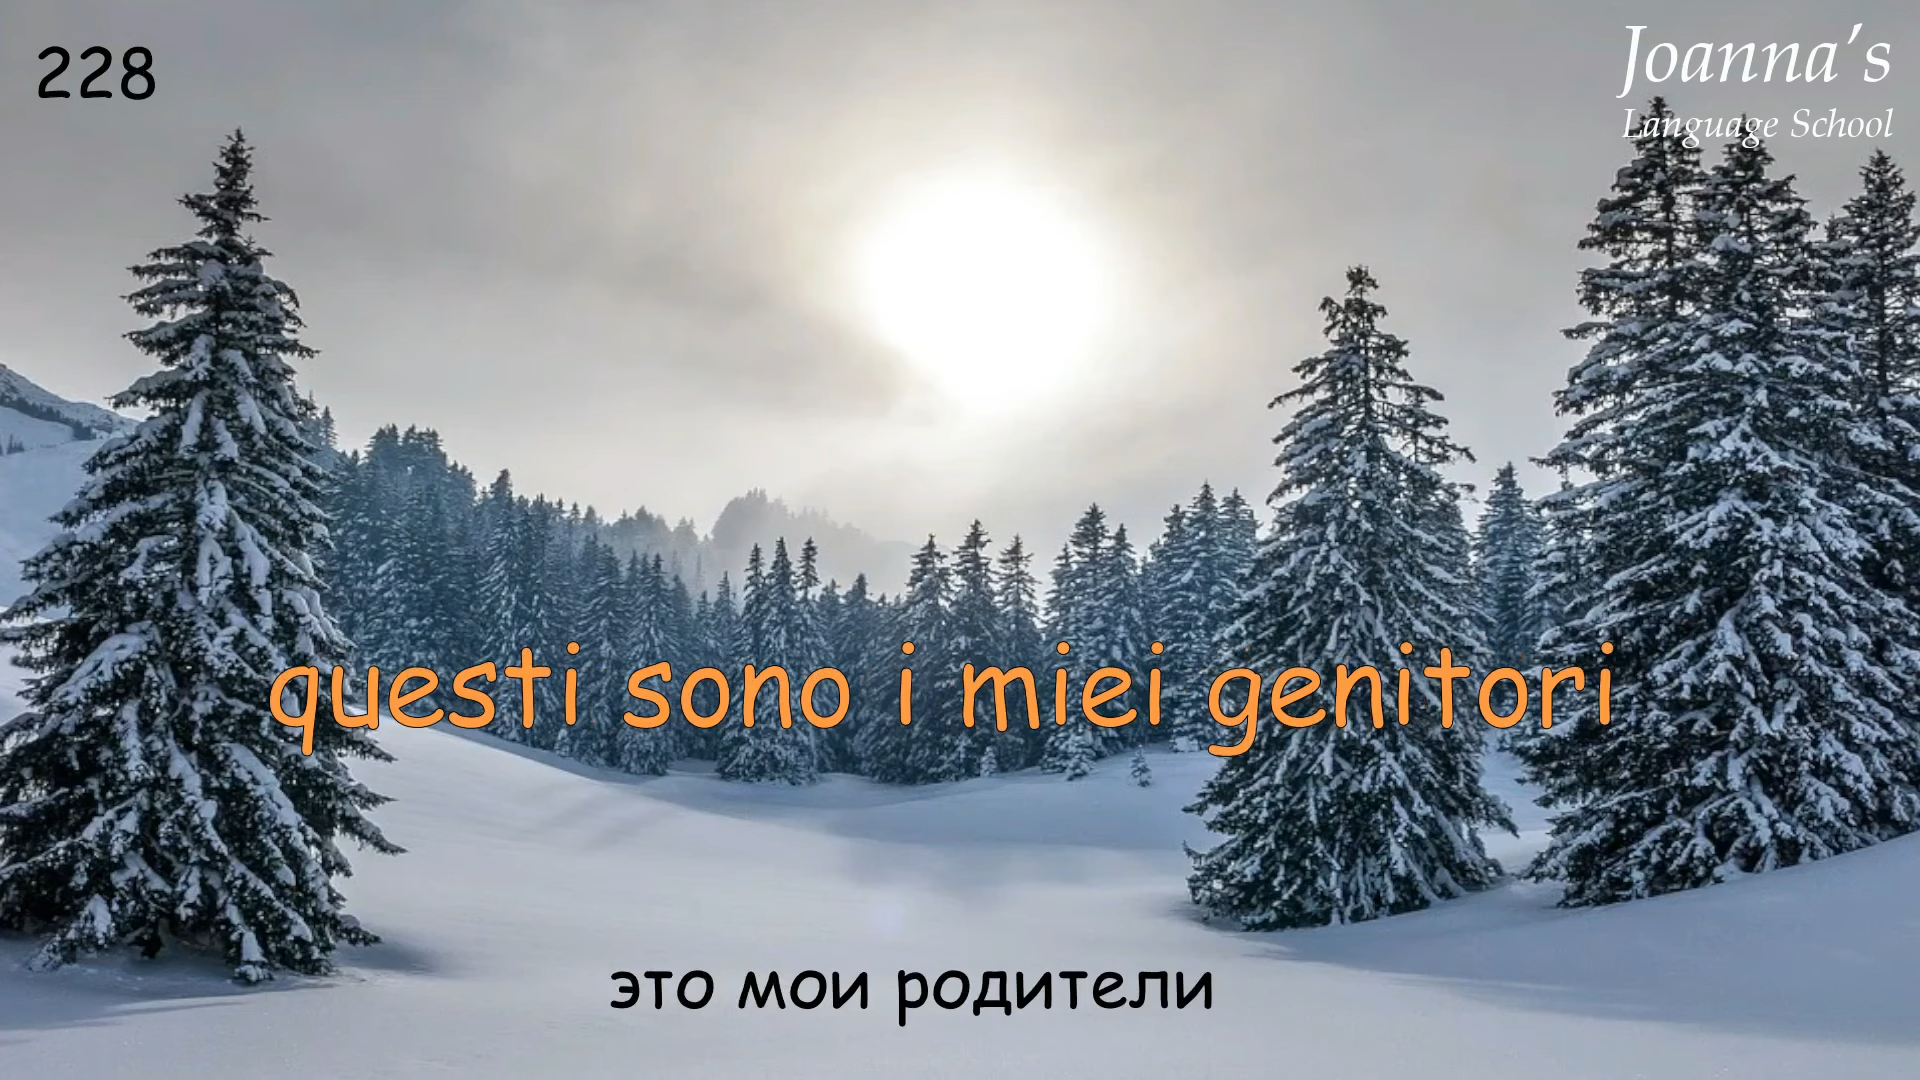 228
Joanna's
Language School
questi sono i miei genitori
это мои родители